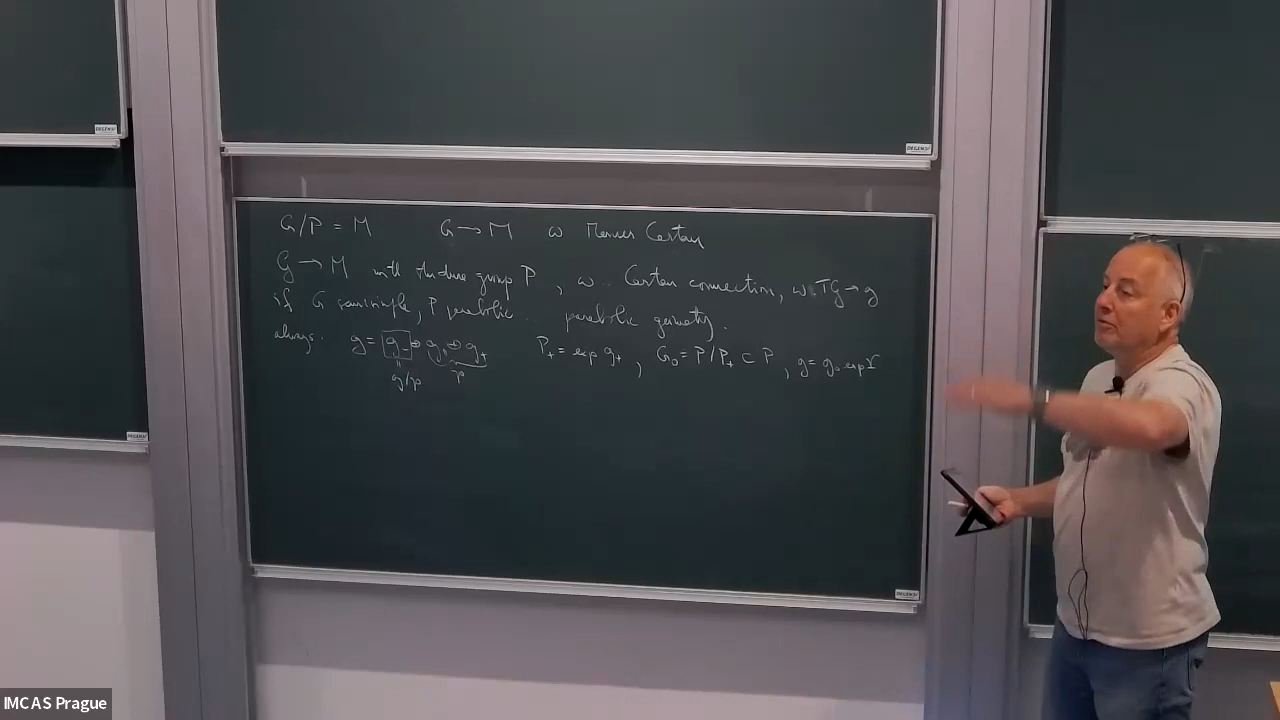 G/P = M G → M ω Maurer Cartan
𝒢 → M with structure group P, ω .. Cartan connection, ω: T𝒢 → 𝔤
if G semisimple, P parabolic .. parabolic geometry.
always. 𝔤 = 𝔤₋ ⊕ 𝔤₀ ⊕ 𝔤₊ P₊ = exp 𝔤₊, G₀ = P/P₊ ⊂ P, g = g₀ exp Υ
𝔤/𝔭 𝔭
IMCAS Prague